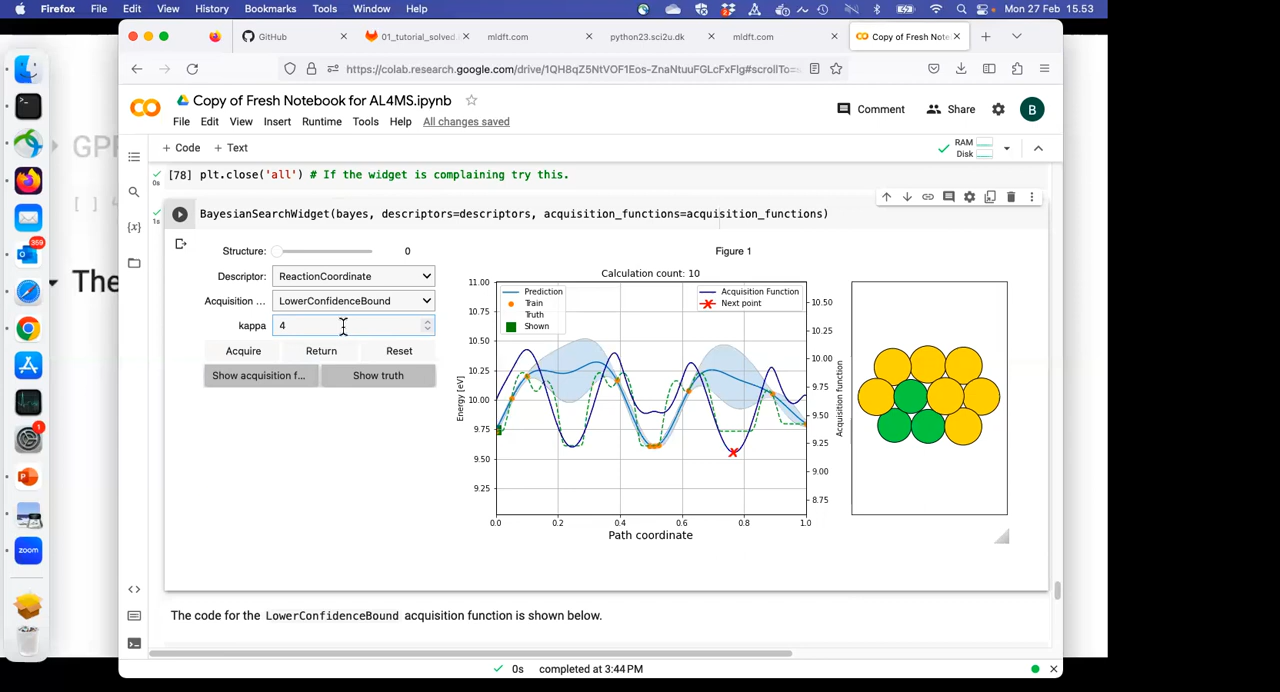 Firefox File Edit View History Bookmarks Tools Window Help Mon 27 Feb 15.53
GitHub 01_tutorial_solved. mldft.com python23.sci2u.dk mldft.com Copy of Fresh Note
https://colab.research.google.com/drive/1QH8qZ5NtVOF1Eos-ZnaNtuuFGLcFxFlg#scrollTo=
CO Copy of Fresh Notebook for AL4MS.ipynb Comment Share B
File Edit View Insert Runtime Tools Help All changes saved
+ Code + Text RAM Disk
GPR
[78] plt.close('all') # If the widget is complaining try this.
0s
BayesianSearchWidget(bayes, descriptors=descriptors, acquisition_functions=acquisition_functions)
1s
{x}
The
Structure: 0
Descriptor: ReactionCoordinate
Acquisition ... LowerConfidenceBound
kappa 4
Acquire Return Reset
Show acquisition f... Show truth
Figure 1
Calculation count: 10
Prediction
Train
Truth
Shown
Acquisition Function
Next point
Energy [eV]
11.00
10.75
10.50
10.25
10.00
9.75
9.50
9.25
0.0 0.2 0.4 0.6 0.8 1.0
Path coordinate
10.50
10.25
10.00
9.75
9.50
9.25
9.00
8.75
Acquisition function
The code for the LowerConfidenceBound acquisition function is shown below.
0s completed at 3:44 PM
369
1
zoom